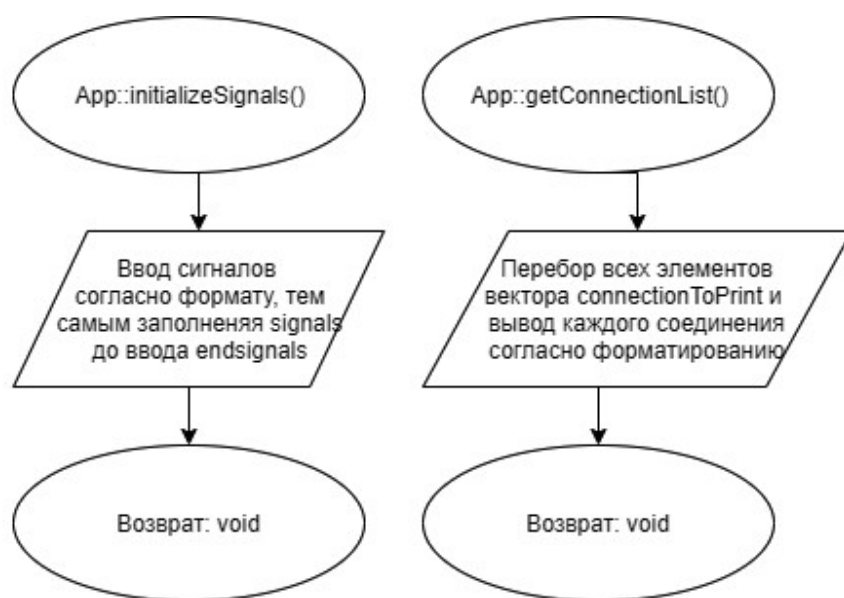 App::initializeSignals()
Ввод сигналов
согласно формату, тем
самым заполненяя signals
до ввода endsignals
Возврат: void
App::getConnectionList()
Перебор всех элементов
вектора connectionToPrint и
вывод каждого соединения
согласно форматированию
Возврат: void